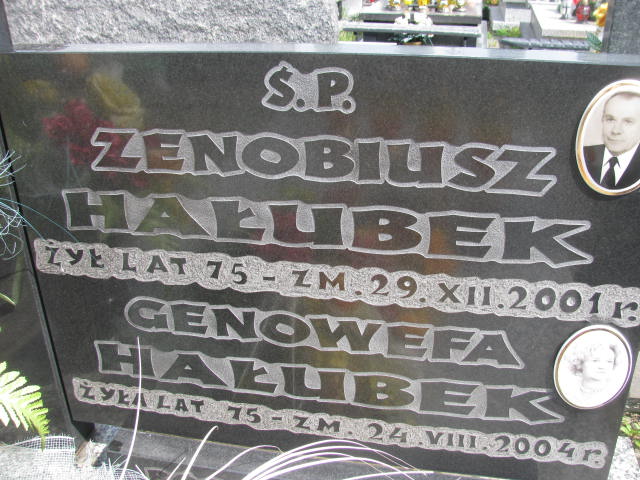 Ś.P.
ZENOBIUSZ
HAŁUBEK
ŻYŁ LAT 75 - ZM. 29. XII. 2001 r.
GENOWEFA
HAŁUBEK
ŻYŁA LAT 75 - ZM. 24. VIII. 2004 r.